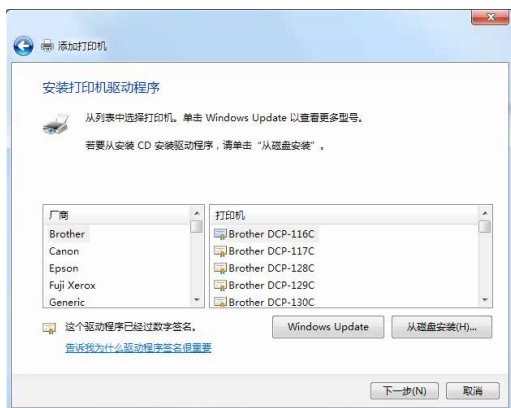 添加打印机
安装打印机驱动程序
从列表中选择打印机。单击 Windows Update 以查看更多型号。
若要从安装 CD 安装驱动程序，请单击“从磁盘安装”。
厂商
Brother
Canon
Epson
Fuji Xerox
Generic
打印机
Brother DCP-116C
Brother DCP-117C
Brother DCP-128C
Brother DCP-129C
Brother DCP-130C
这个驱动程序已经过数字签名。
告诉我为什么驱动程序签名很重要
Windows Update
从磁盘安装(H)...
下一步(N)
取消